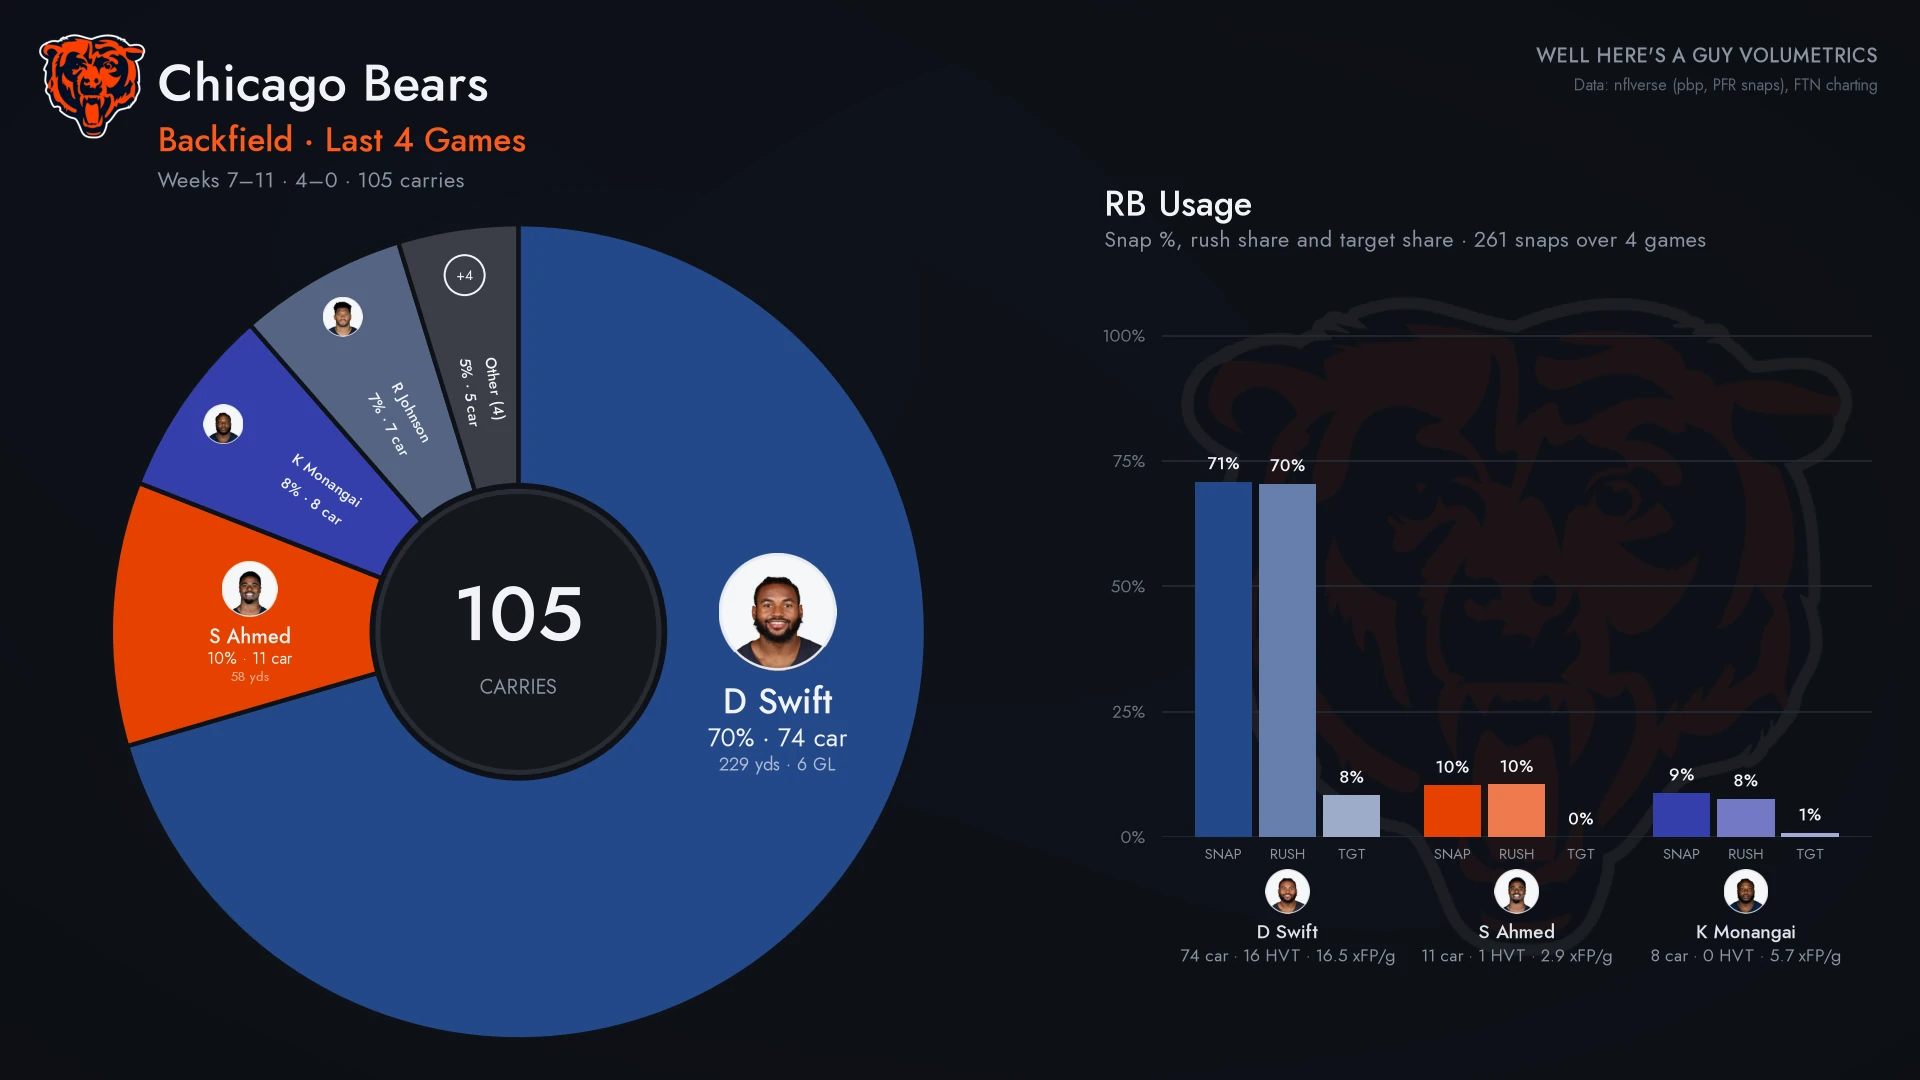 Chicago Bears
Backfield · Last 4 Games
Weeks 7–11 · 4–0 · 105 carries
WELL HERE'S A GUY VOLUMETRICS
Data: nflverse (pbp, PFR snaps), FTN charting
+4
Other (4)
5% · 5 car
R Johnson
7% · 7 car
K Monangai
8% · 8 car
S Ahmed
10% · 11 car
58 yds
105
CARRIES
D Swift
70% · 74 car
229 yds · 6 GL
RB Usage
Snap %, rush share and target share · 261 snaps over 4 games
100%
75%
50%
25%
0%
71%
70%
8%
10%
10%
0%
9%
8%
1%
SNAP RUSH TGT
SNAP RUSH TGT
SNAP RUSH TGT
D Swift
74 car · 16 HVT · 16.5 xFP/g
S Ahmed
11 car · 1 HVT · 2.9 xFP/g
K Monangai
8 car · 0 HVT · 5.7 xFP/g